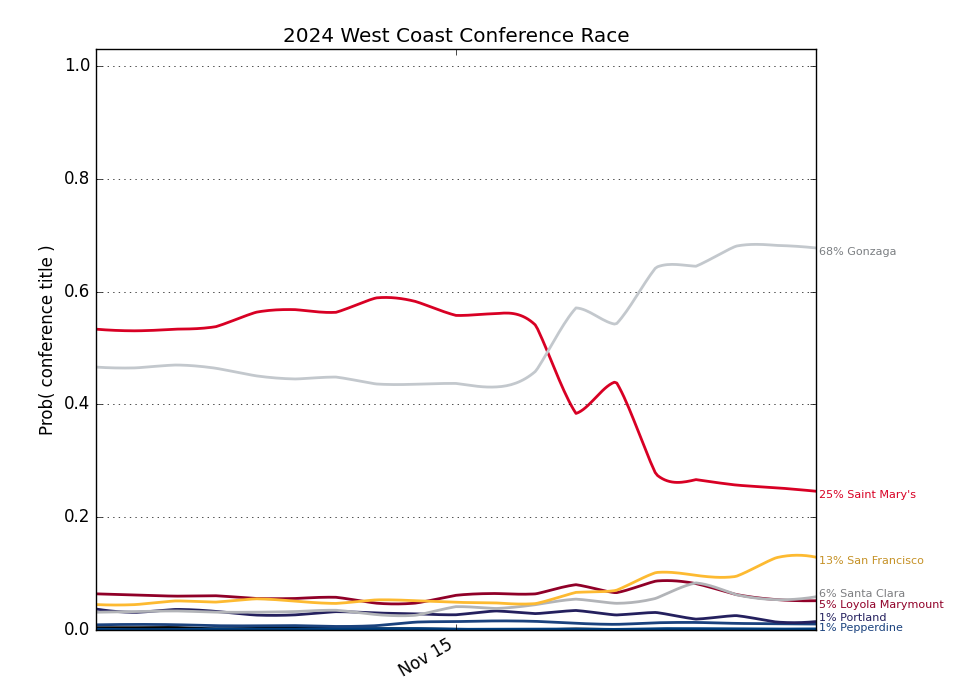 2024 West Coast Conference Race
1.0
0.8
0.6
0.4
0.2
0.0
Prob( conference title )
Nov 15
68% Gonzaga
25% Saint Mary's
13% San Francisco
6% Santa Clara
5% Loyola Marymount
1% Portland
1% Pepperdine